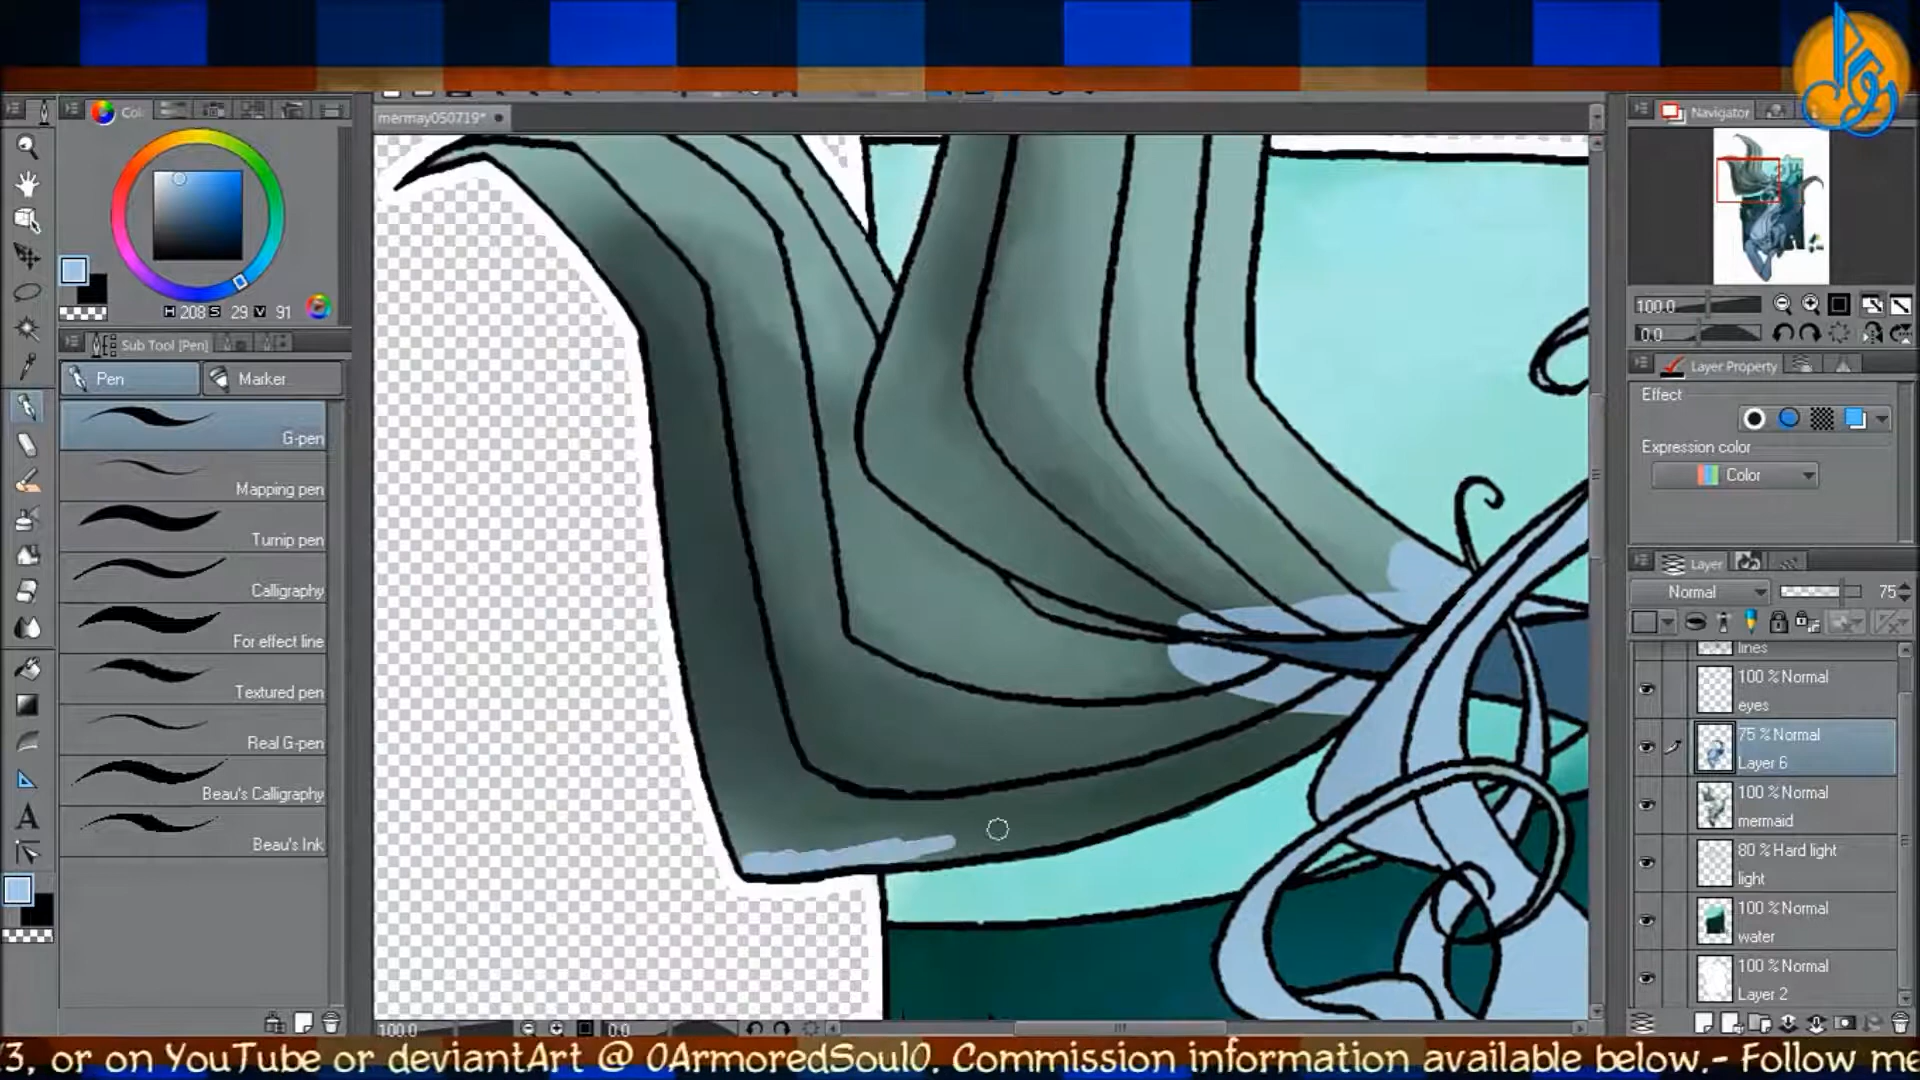 Col
mermay050719*
Navigator
100.0
0.0
H 208 S 29 V 91
Sub Tool [Pen]
Pen
Marker
G-pen
Mapping pen
Turnip pen
Calligraphy
For effect line
Textured pen
Real G-pen
Beau's Calligraphy
Beau's Ink
Layer Property
Effect
Expression color
Color
Layer
Normal
75
lines
100 % Normal
eyes
75 % Normal
Layer 6
100 % Normal
mermaid
80 % Hard light
light
100 % Normal
water
100 % Normal
Layer 2
A
100.0
0.0
/3, or on YouTube or deviantArt @ 0ArmoredSoul0. Commission information available below.- Follow me